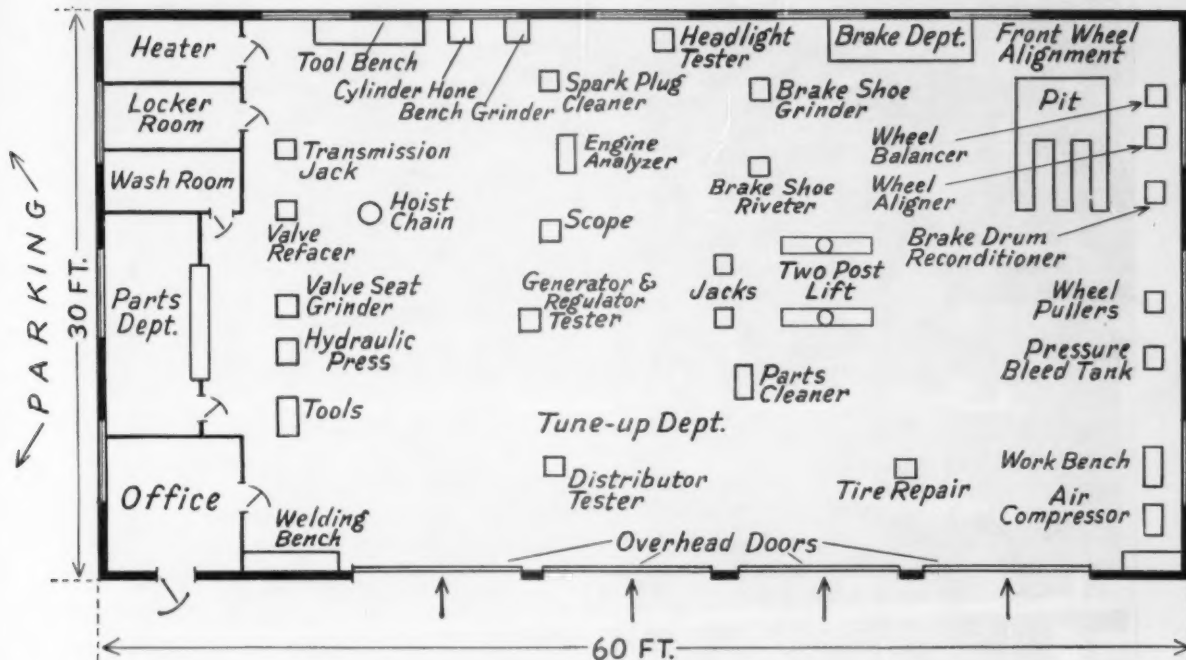 Heater
Tool Bench
Cylinder Hone
Bench Grinder
Headlight
Tester
Brake Dept.
Front Wheel
Alignment
Locker
Room
Spark Plug
Cleaner
Brake Shoe
Grinder
Pit
Wheel
Balancer
Wash Room
Transmission
Jack
Engine
Analyzer
Brake Shoe
Riveter
Wheel
Aligner
Valve
Refacer
Hoist
Chain
Scope
Brake Drum
Reconditioner
PARKING
30 FT.
Parts
Dept.
Valve Seat
Grinder
Generator &
Regulator
Tester
Jacks
Two Post
Lift
Wheel
Pullers
Hydraulic
Press
Pressure
Bleed Tank
Tools
Parts
Cleaner
Tune-up Dept.
Office
Welding
Bench
Distributor
Tester
Tire Repair
Work Bench
Air
Compressor
Overhead Doors
60 FT.